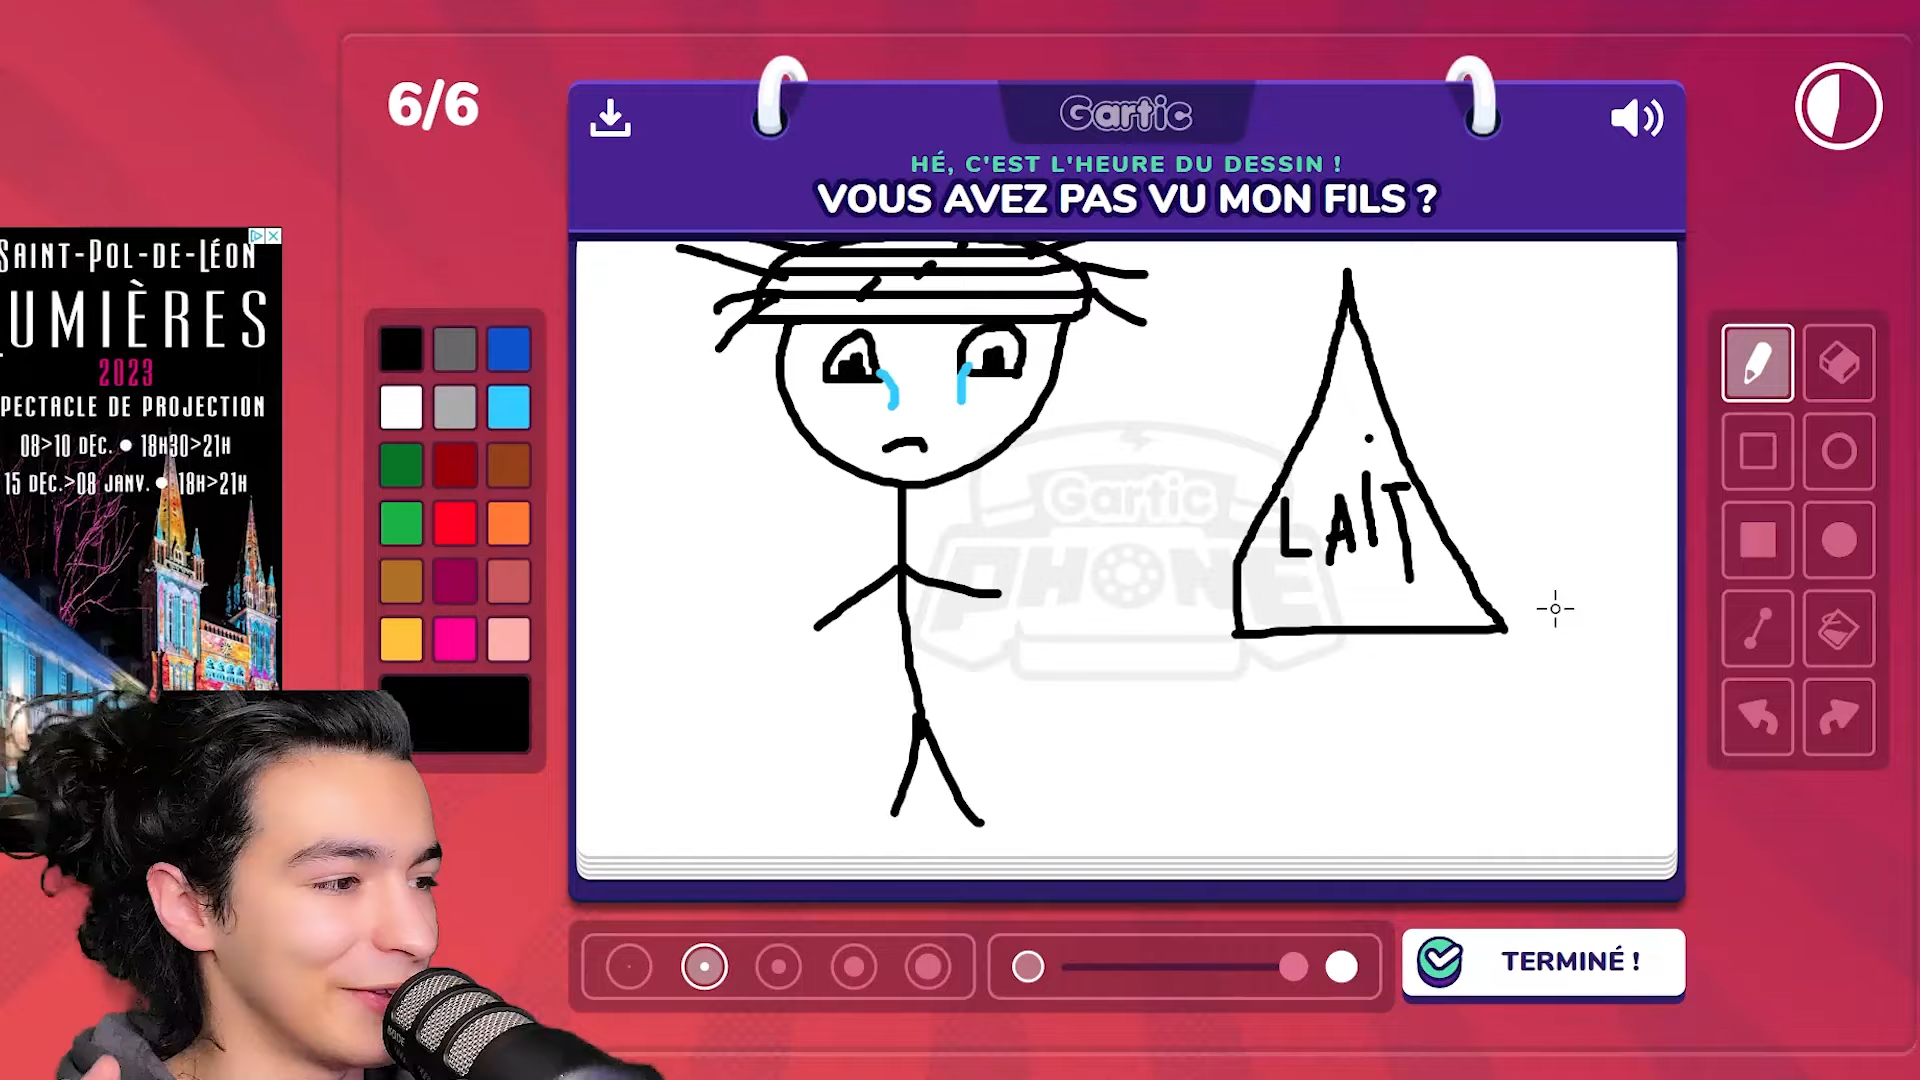 6/6
Gartic
HÉ, C'EST L'HEURE DU DESSIN !
VOUS AVEZ PAS VU MON FILS ?
SAINT-POL-DE-LÉON
UMIÈRES
2023
PECTACLE DE PROJECTION
08>10 DÉC. • 18H30>21H
15 DÉC.>08 JANV. • 18H>21H
LAIT
Gartic
PHONE
TERMINÉ !